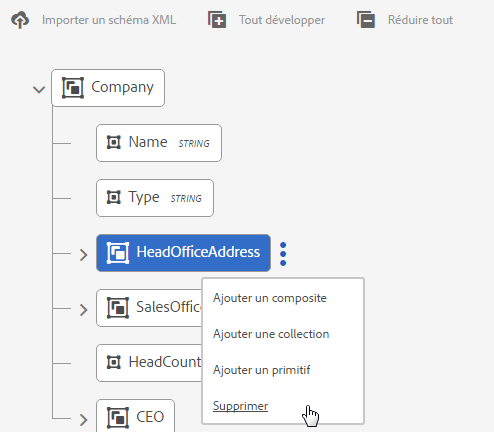 Importer un schéma XML Tout développer Réduire tout
Company
Name STRING
Type STRING
HeadOfficeAddress
Ajouter un composite
SalesOffic
Ajouter une collection
HeadCount
Ajouter un primitif
Supprimer
CEO